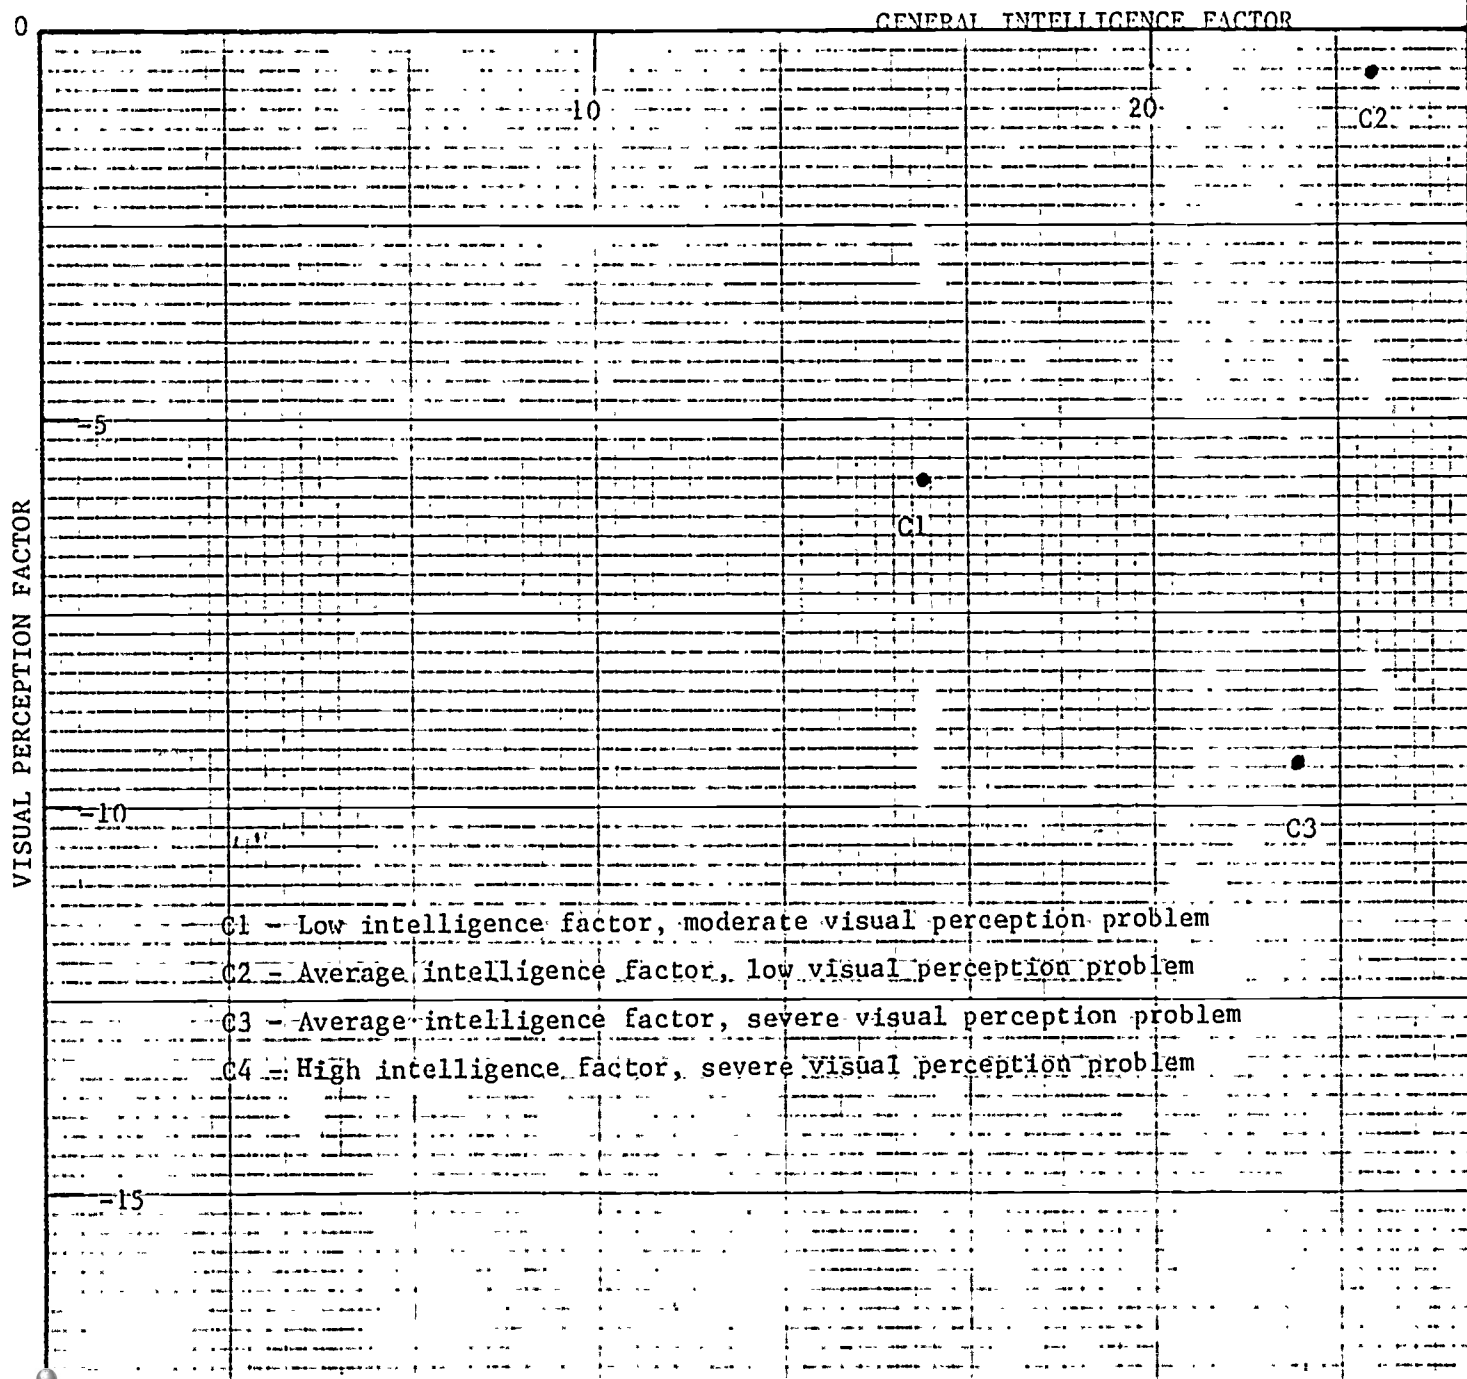 0
GENERAL INTELLIGENCE FACTOR
10
20
C2
-5
C1
VISUAL PERCEPTION FACTOR
-10
C3
C1 - Low intelligence factor, moderate visual perception problem
C2 - Average intelligence factor, low visual perception problem
C3 - Average intelligence factor, severe visual perception problem
C4 - High intelligence factor, severe visual perception problem
-15